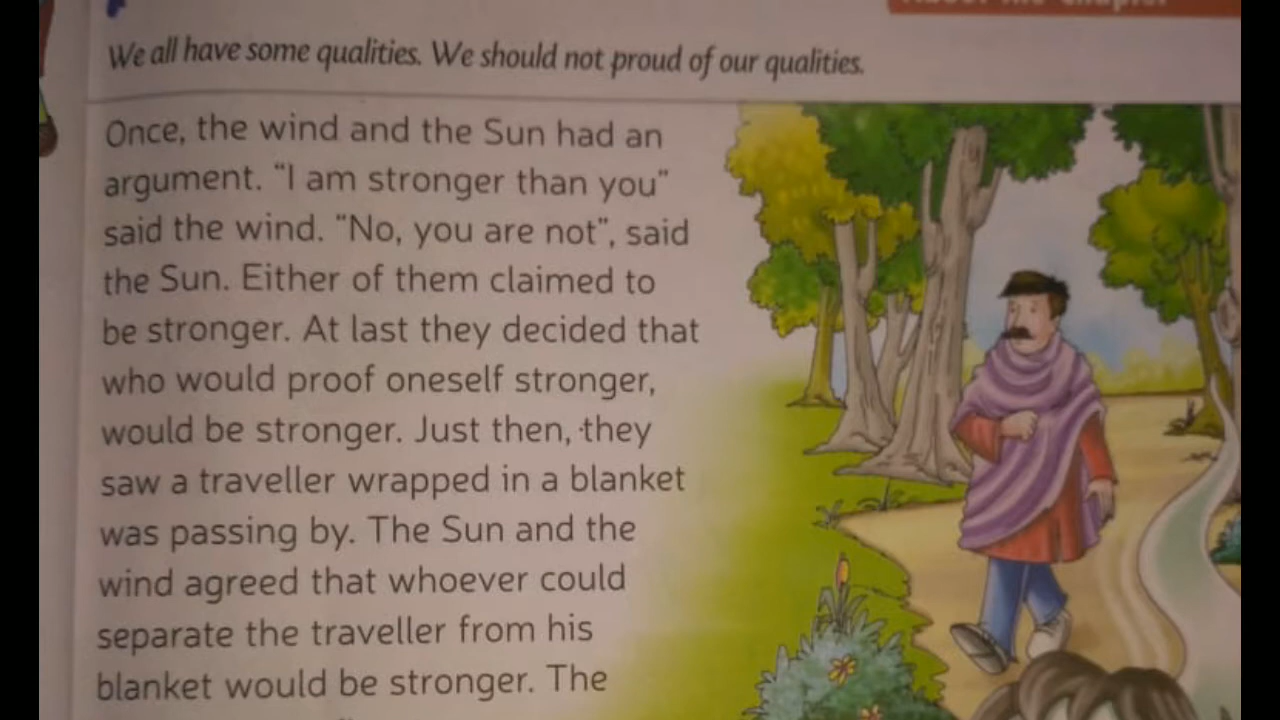 We all have some qualities. We should not proud of our qualities.
Once, the wind and the Sun had an
argument. “I am stronger than you”
said the wind. “No, you are not”, said
the Sun. Either of them claimed to
be stronger. At last they decided that
who would proof oneself stronger,
would be stronger. Just then, they
saw a traveller wrapped in a blanket
was passing by. The Sun and the
wind agreed that whoever could
separate the traveller from his
blanket would be stronger. The